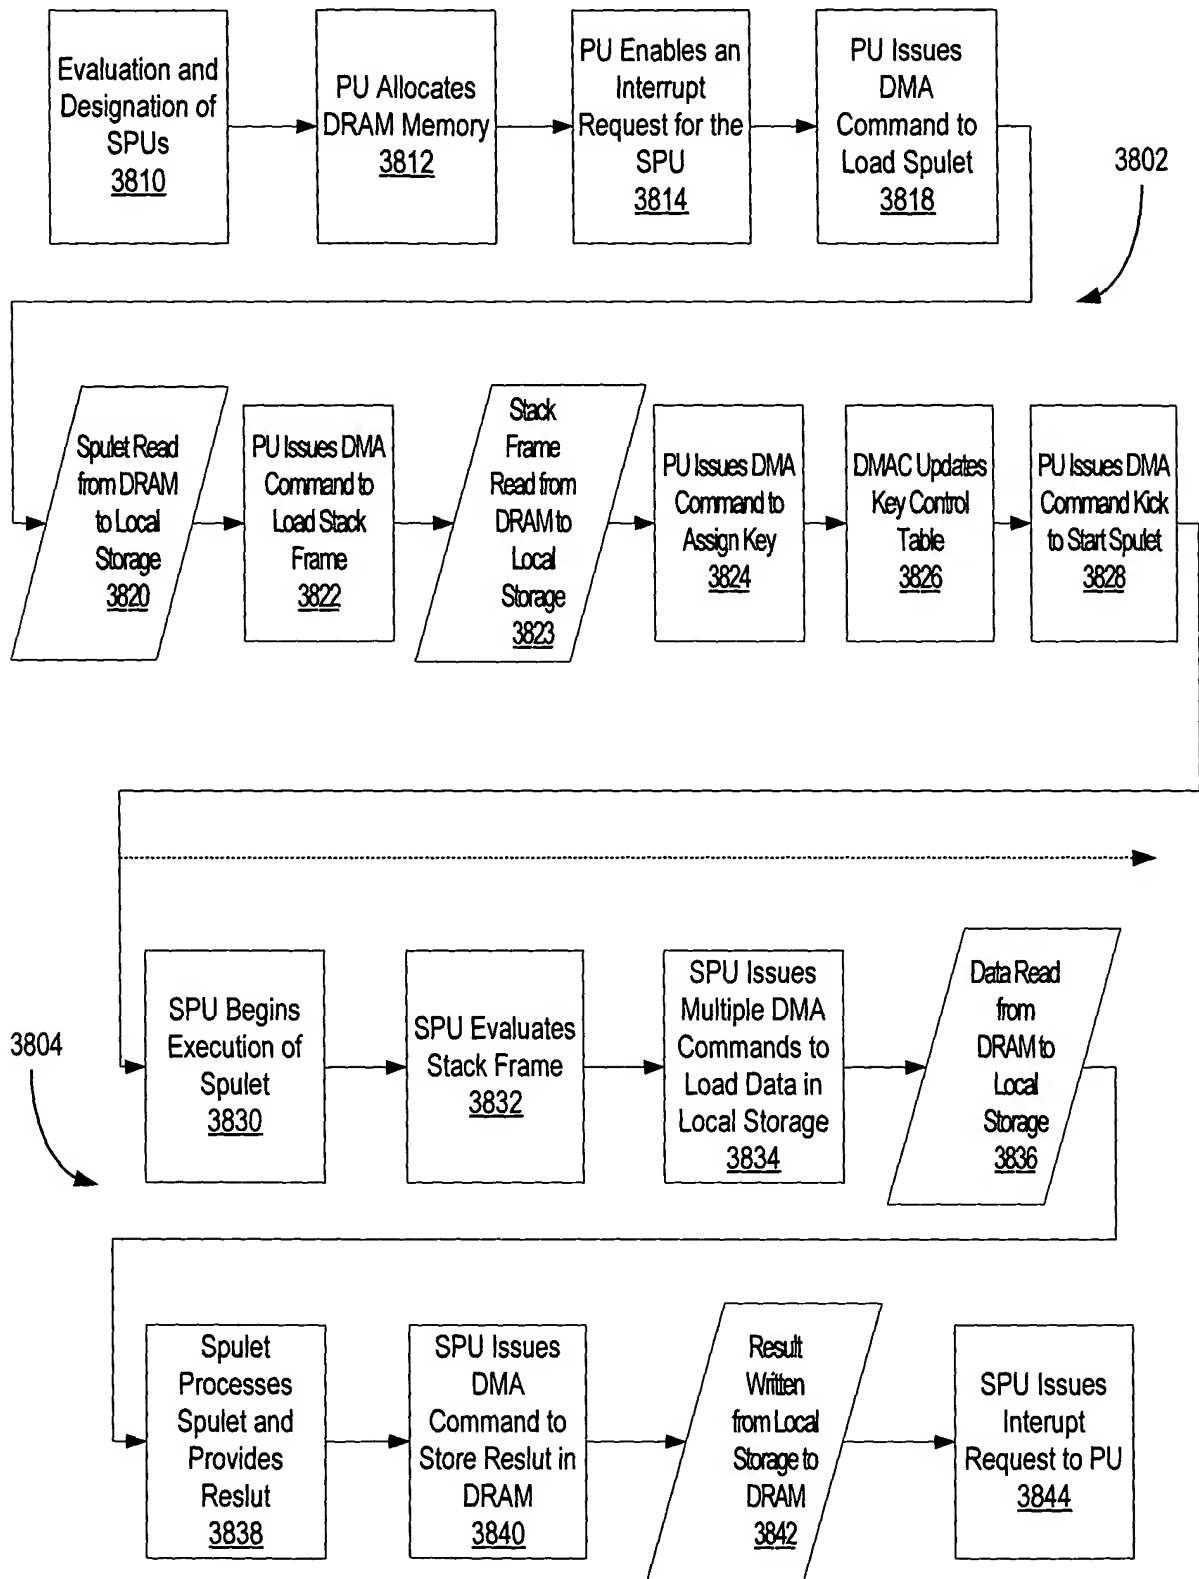 Evaluation and
Designation of
SPUs
3810
PU Allocates
DRAM Memory
3812
PU Enables an
Interrupt
Request for the
SPU
3814
PU Issues
DMA
Command to
Load Spulet
3818
3802
Spulet Read
from DRAM
to Local
Storage
3820
PU Issues DMA
Command to
Load Stack
Frame
3822
Stack
Frame
Read from
DRAM to
Local
Storage
3823
PU Issues DMA
Command to
Assign Key
3824
DMAC Updates
Key Control
Table
3826
PU Issues DMA
Command Kick
to Start Spulet
3828
3804
SPU Begins
Execution of
Spulet
3830
SPU Evaluates
Stack Frame
3832
SPU Issues
Multiple DMA
Commands to
Load Data in
Local Storage
3834
Data Read
from
DRAM to
Local
Storage
3836
Spulet
Processes
Spulet and
Provides
Reslut
3838
SPU Issues
DMA
Command to
Store Reslut in
DRAM
3840
Result
Written
from Local
Storage to
DRAM
3842
SPU Issues
Interupt
Request to PU
3844